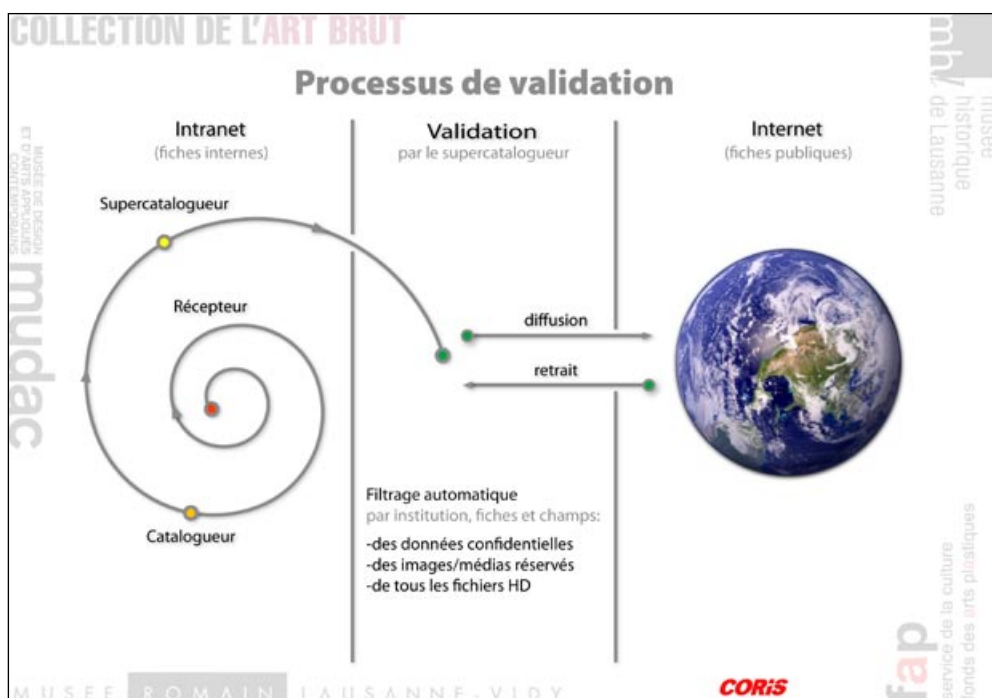 COLLECTION DE L'ART BRUT
Processus de validation
Intranet
(fiches internes)
Validation
par le supercatalogueur
Internet
(fiches publiques)
Supercatalogueur
Récepteur
Catalogueur
diffusion
retrait
Filtrage automatique
par institution, fiches et champs:
-des données confidentielles
-des images/médias réservés
-de tous les fichiers HD
mudac
MUSÉE DE DESIGN
ET D'ARTS APPLIQUÉS
CONTEMPORAINS
mhl
musée
historique
de Lausanne
fap
service de la culture
fonds des arts plastiques
MUSÉE ROMAIN LAUSANNE-VIDY
CORIS